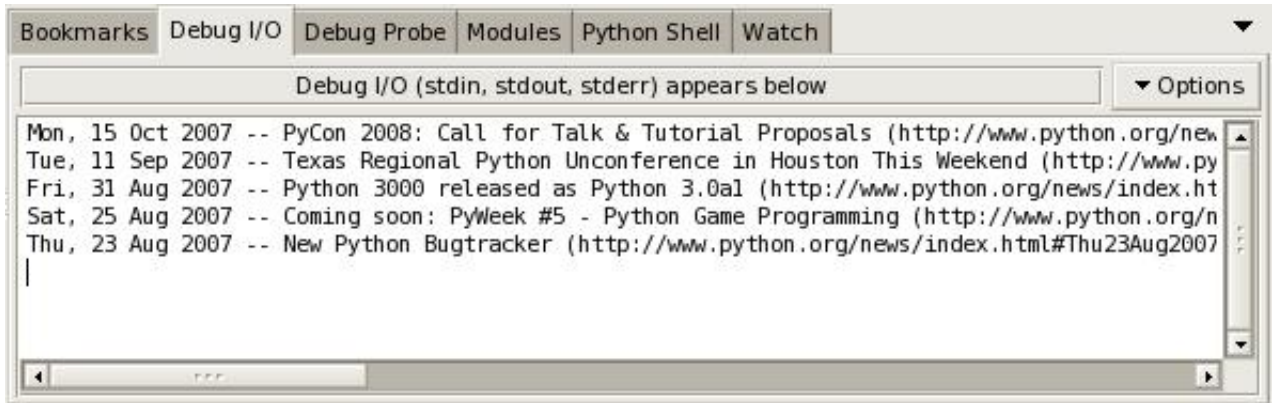 Bookmarks Debug I/O Debug Probe Modules Python Shell Watch
Debug I/O (stdin, stdout, stderr) appears below Options
Mon, 15 Oct 2007 -- PyCon 2008: Call for Talk & Tutorial Proposals (http://www.python.org/new
Tue, 11 Sep 2007 -- Texas Regional Python Unconference in Houston This Weekend (http://www.py
Fri, 31 Aug 2007 -- Python 3000 released as Python 3.0a1 (http://www.python.org/news/index.ht
Sat, 25 Aug 2007 -- Coming soon: PyWeek #5 - Python Game Programming (http://www.python.org/n
Thu, 23 Aug 2007 -- New Python Bugtracker (http://www.python.org/news/index.html#Thu23Aug2007